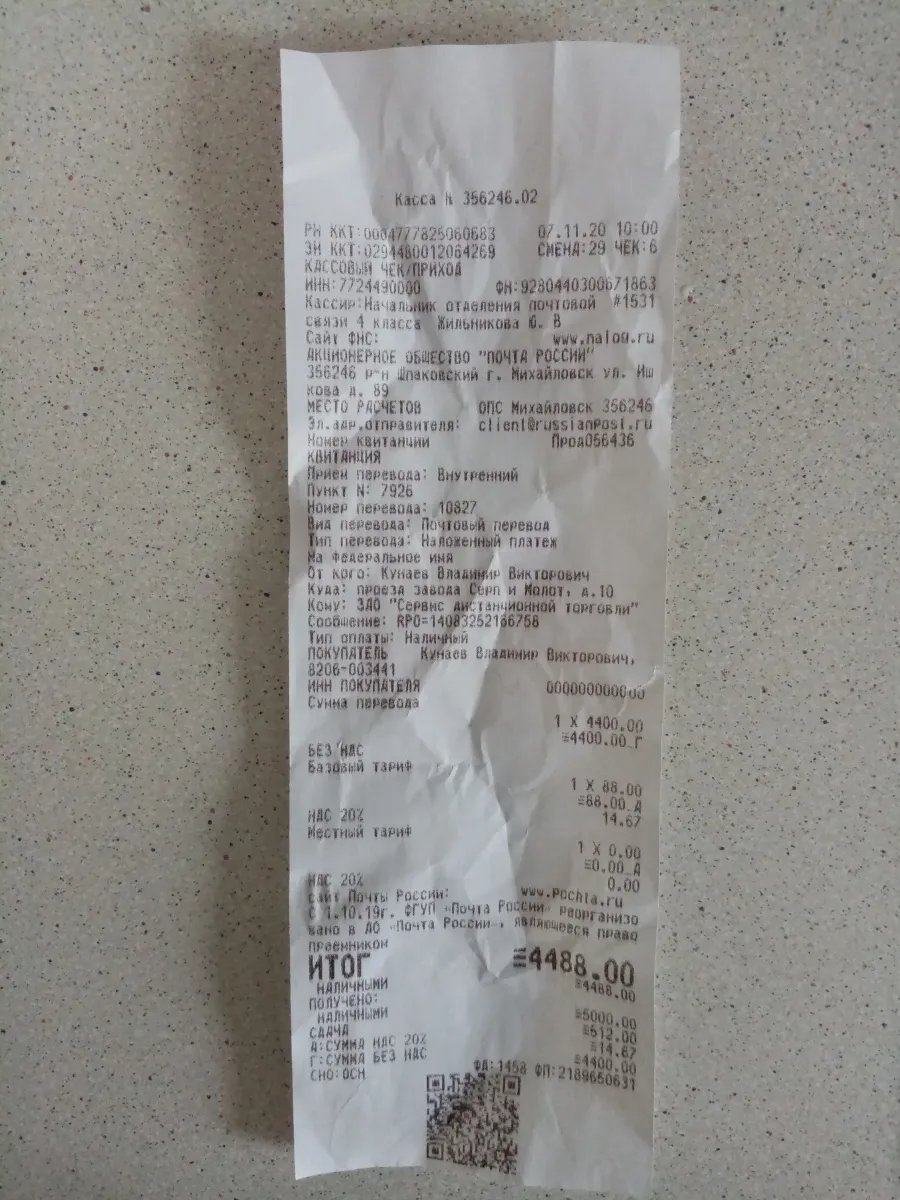 Касса № 356246.02
РН ККТ:0004777825060683 07.11.20 10:00
ЗН ККТ:0294480012064269 СМЕНА:29 ЧЕК:6
КАССОВЫЙ ЧЕК/ПРИХОД
ИНН:7724490000 ФН:9280440300671863
Кассир:Начальник отделения почтовой #1531
связи 4 класса Жильникова Ю. В
Сайт ФНС: www.nalog.ru
АКЦИОНЕРНОЕ ОБЩЕСТВО "ПОЧТА РОССИИ"
356246 р-н Шпаковский г. Михайловск ул. Иш
кова д. 89
МЕСТО РАСЧЕТОВ ОПС Михайловск 356246
Эл.адр.отправителя: client@russianpost.ru
Номер квитанции Прод056436
КВИТАНЦИЯ
Прием перевода: Внутренний
Пункт N: 7926
Номер перевода: 10827
Вид перевода: Почтовый перевод
Тип перевода: Наложенный платеж
На Федеральное имя
От кого: Кунаев Владимир Викторович
Куда: проезд завода Серп и Молот, д.10
Кому: ЗАО "Сервис дистанционной торговли"
Сообщение: RPO=14083252166758
Тип оплаты: Наличный
ПОКУПАТЕЛЬ Кунаев Владимир Викторович,
8206-003441
ИНН ПОКУПАТЕЛЯ 000000000000
Сумма перевода
1 X 4400.00
≡4400.00_Г
БЕЗ НДС
Базовый тариф
1 X 88.00
≡88.00_А
НДС 20% 14.67
Местный тариф
1 X 0.00
≡0.00_А
НДС 20% 0.00
сайт Почты России: www.pochta.ru
С 1.10.19г. ФГУП «Почта России» реорганизо
вано в АО «Почта России», являющееся право
преемником
ИТОГ ≡4488.00
НАЛИЧНЫМИ ≡4488.00
ПОЛУЧЕНО:
НАЛИЧНЫМИ ≡5000.00
СДАЧА ≡512.00
А:СУММА НДС 20% ≡14.67
Г:СУММА БЕЗ НДС ≡4400.00
СНО:ОСН ФД:1458 ФП:2189650631